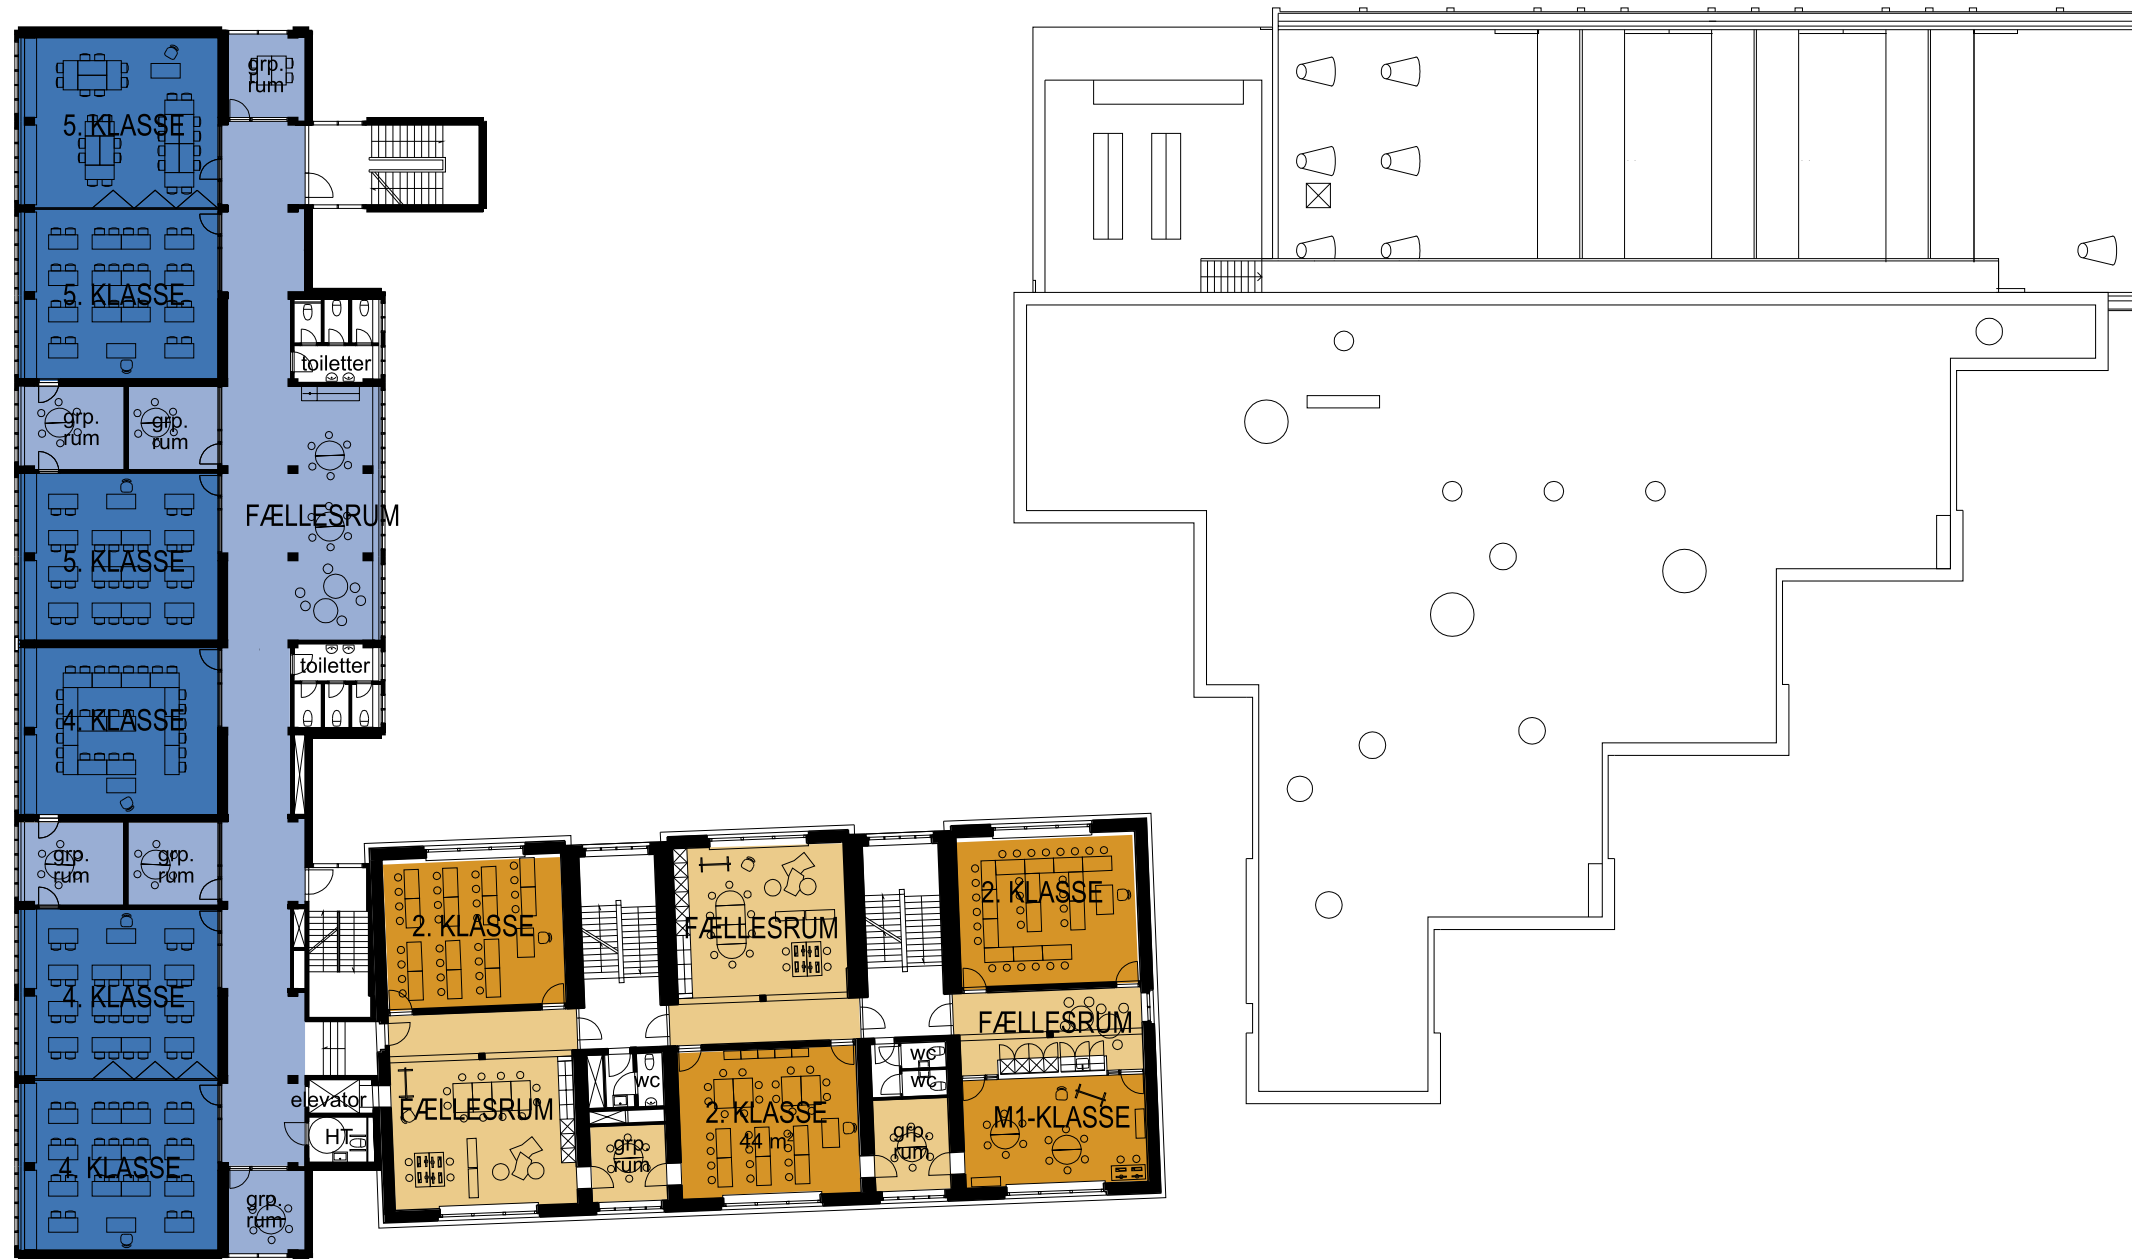 grp.
rum
5. KLASSE
5. KLASSE
toiletter
grp.
rum
grp.
rum
FÆLLESRUM
5. KLASSE
toiletter
4. KLASSE
grp.
rum
grp.
rum
4. KLASSE
elevator
HT
4. KLASSE
grp.
rum
2. KLASSE
FÆLLESRUM
2. KLASSE
FÆLLESRUM
wc
wc
wc
FÆLLESRUM
2. KLASSE
44 m²
M1-KLASSE
grp.
rum
grp.
rum